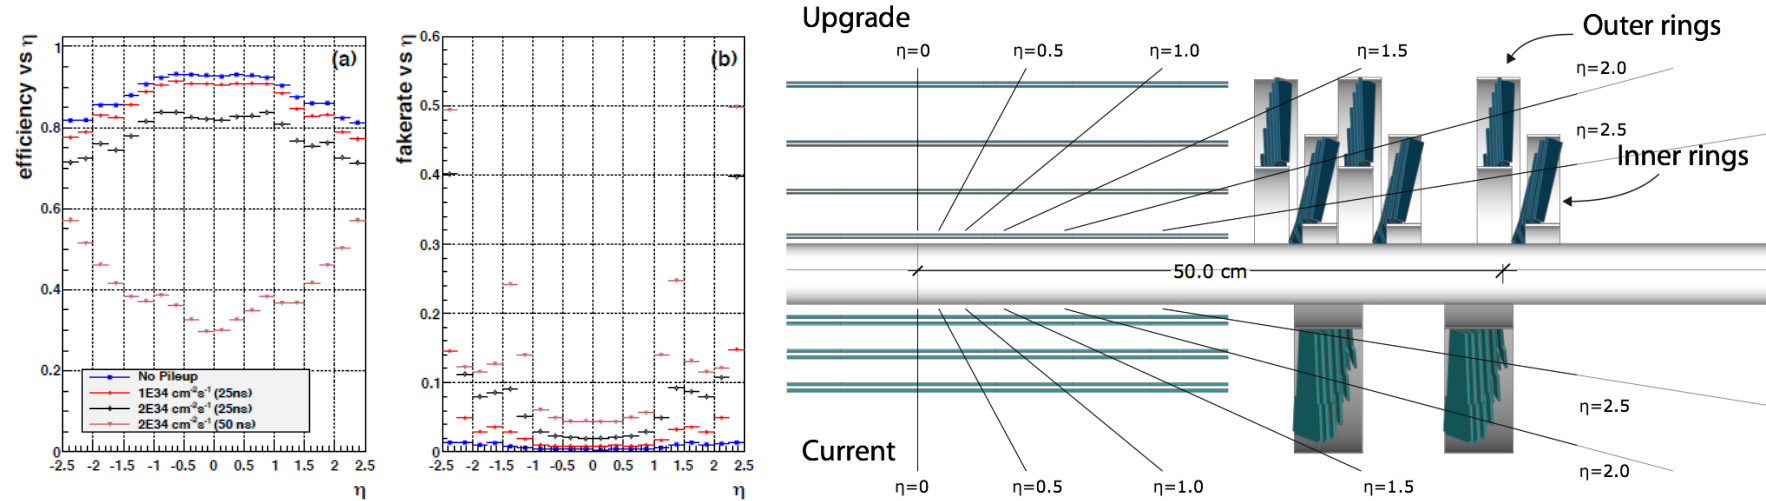 efficiency vs η
(a)
1
0.8
0.6
0.4
0.2
0
No Pileup
1E34 cm⁻²s⁻¹ (25ns)
2E34 cm⁻²s⁻¹ (25ns)
2E34 cm⁻²s⁻¹ (50 ns)
-2.5 -2 -1.5 -1 -0.5 0 0.5 1 1.5 2 2.5
η
fakerate vs η
(b)
0.6
0.5
0.4
0.3
0.2
0.1
0
-2.5 -2 -1.5 -1 -0.5 0 0.5 1 1.5 2 2.5
η
Upgrade
η=0 η=0.5 η=1.0 η=1.5
Outer rings
η=2.0
η=2.5
Inner rings
50.0 cm
η=2.5
Current
η=2.0
η=0 η=0.5 η=1.0 η=1.5